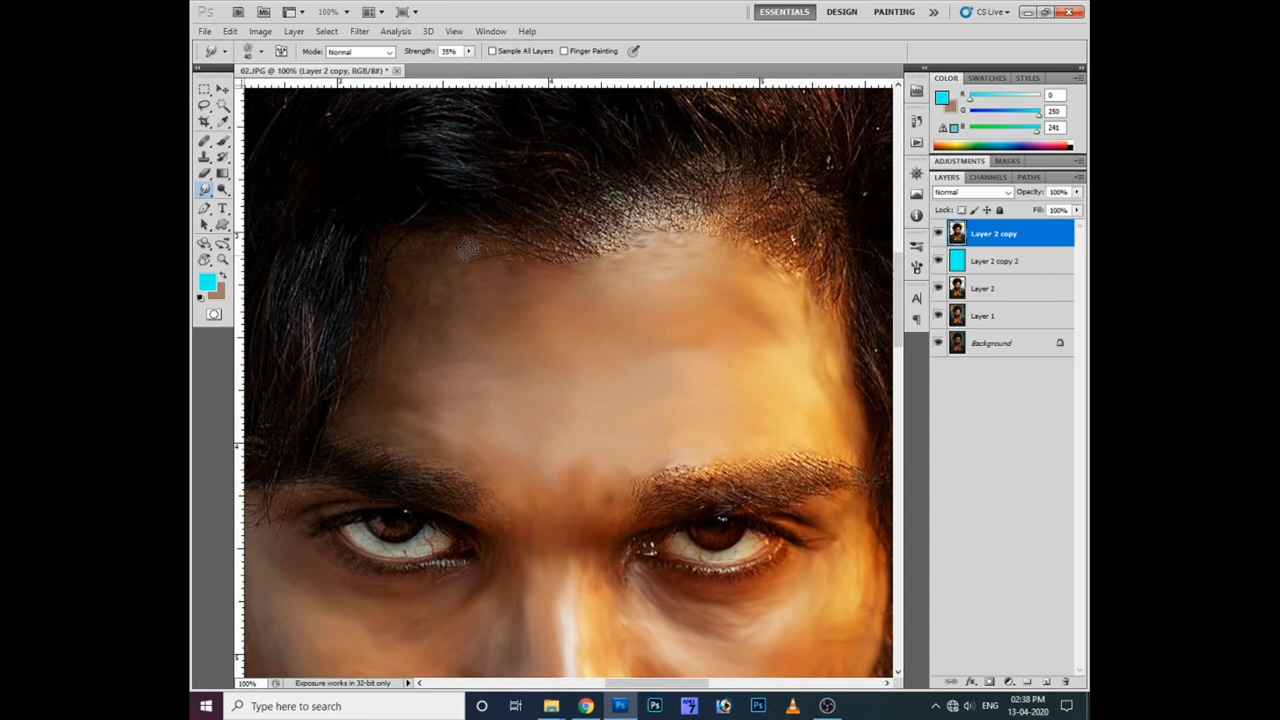 Ps Br Mb 100% ESSENTIALS DESIGN PAINTING CS Live
File Edit Image Layer Select Filter Analysis 3D View Window Help
40 Mode: Normal Strength: 35% Sample All Layers Finger Painting
02.JPG @ 100% (Layer 2 copy, RGB/8#) *
COLOR SWATCHES STYLES
R 0
G 250
B 241
ADJUSTMENTS MASKS
LAYERS CHANNELS PATHS
Normal Opacity: 100%
Lock: Fill: 100%
Layer 2 copy
Layer 2 copy 2
Layer 2
Layer 1
Background
100% Exposure works in 32-bit only
Type here to search
ENG 02:38 PM
13-04-2020